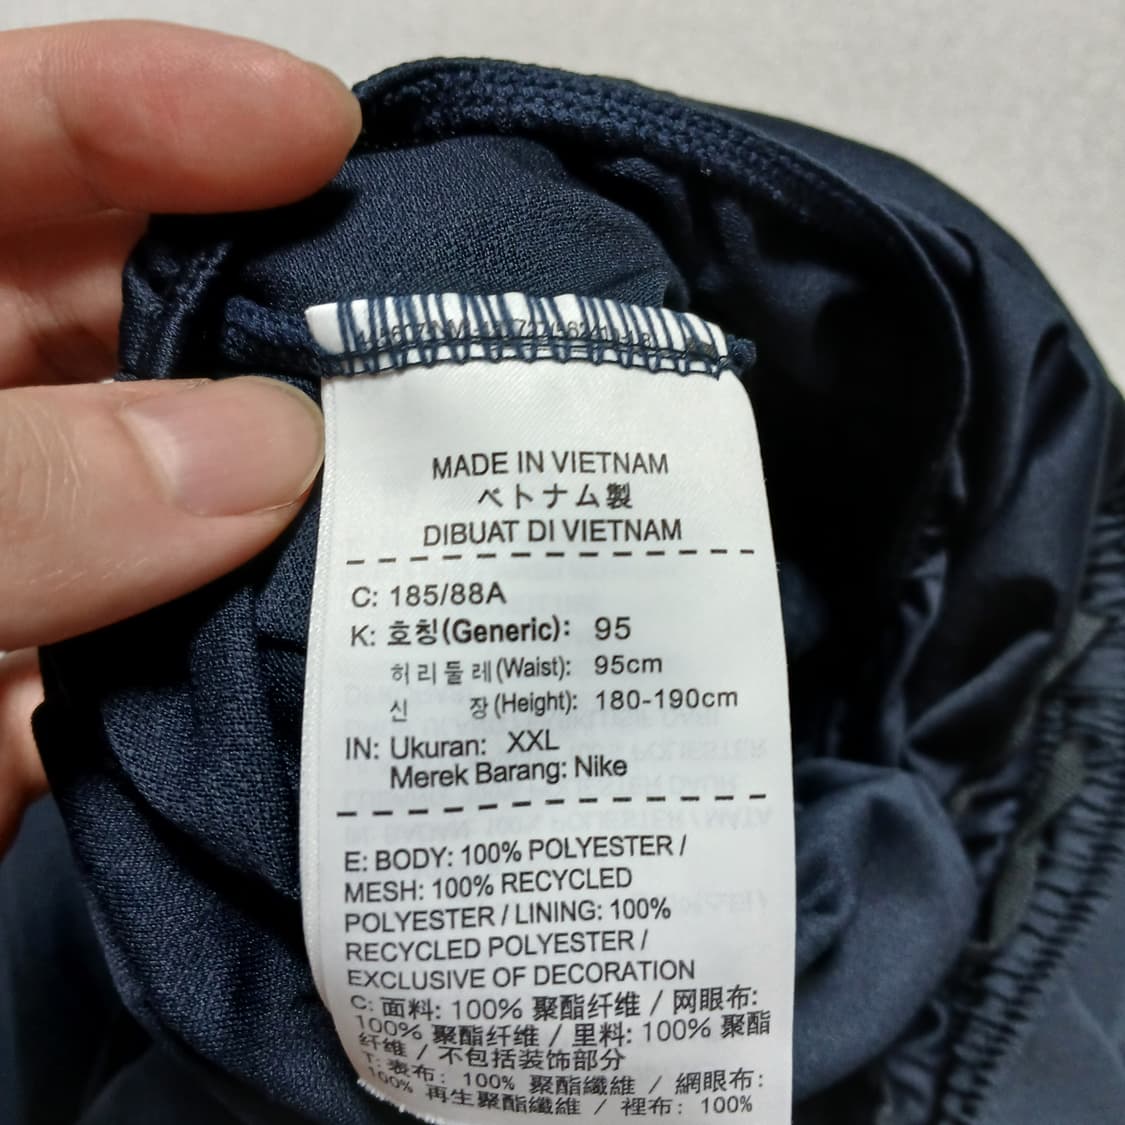 MADE IN VIETNAM
ベトナム製
DIBUAT DI VIETNAM
C: 185/88A
K: 호칭(Generic): 95
허리둘레(Waist): 95cm
신 장(Height): 180-190cm
IN: Ukuran: XXL
Merek Barang: Nike
E: BODY: 100% POLYESTER /
MESH: 100% RECYCLED
POLYESTER / LINING: 100%
RECYCLED POLYESTER /
EXCLUSIVE OF DECORATION
C: 面料: 100% 聚酯纤维 / 网眼布:
100% 聚酯纤维 / 里料: 100% 聚酯
纤维 / 不包括装饰部分
T: 表布: 100% 聚酯纖維 / 網眼布:
100% 再生聚酯纖維 / 裡布: 100%